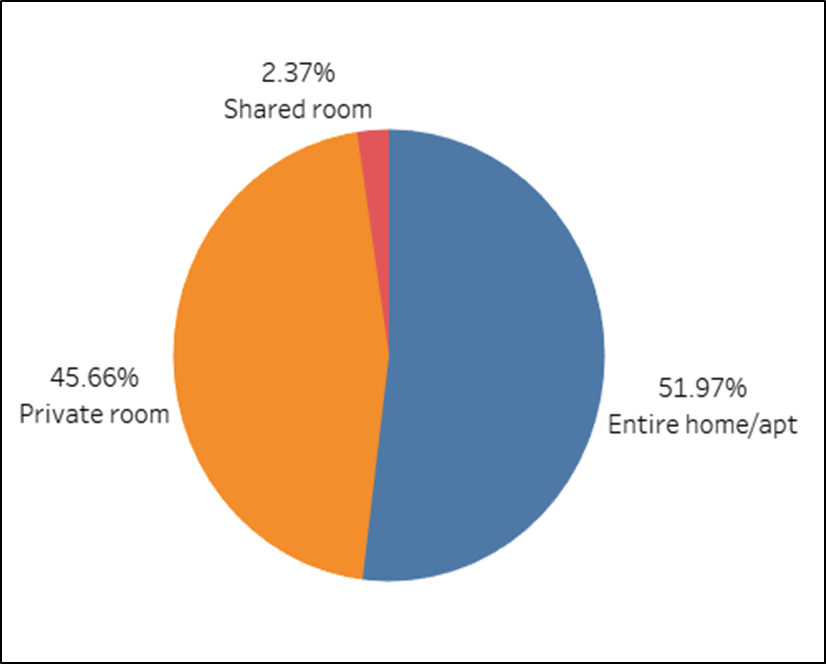 2.37%
Shared room
45.66%
Private room
51.97%
Entire home/apt